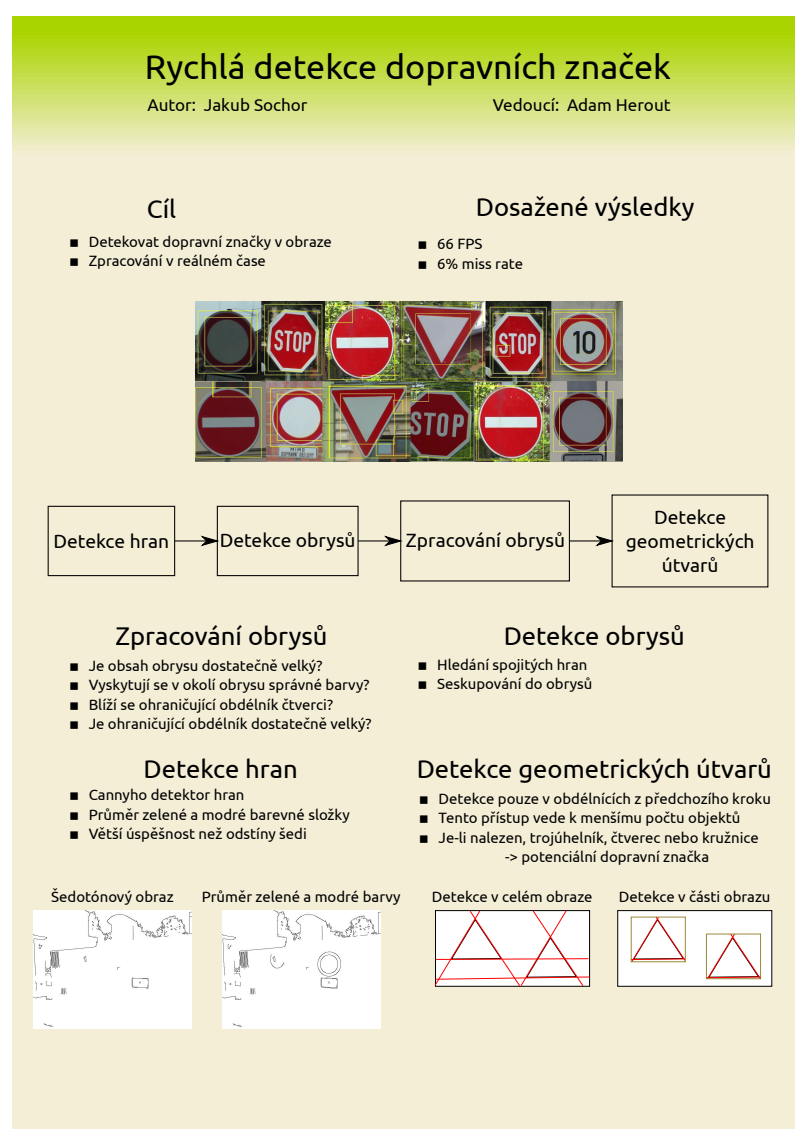 Rychlá detekce dopravních značek
Autor: Jakub Sochor
Vedoucí: Adam Herout
Cíl
■ Detekovat dopravní značky v obraze
■ Zpracování v reálném čase
Dosažené výsledky
■ 66 FPS
■ 6% miss rate
STOP
STOP
10
STOP
Detekce hran
Detekce obrysů
Zpracování obrysů
Detekce
geometrických
útvarů
Zpracování obrysů
■ Je obsah obrysu dostatečně velký?
■ Vyskytují se v okolí obrysu správné barvy?
■ Blíží se ohraničující obdélník čtverci?
■ Je ohraničující obdélník dostatečně velký?
Detekce obrysů
■ Hledání spojitých hran
■ Seskupování do obrysů
Detekce hran
■ Cannyho detektor hran
■ Průměr zelené a modré barevné složky
■ Větší úspěšnost než odstíny šedi
Detekce geometrických útvarů
■ Detekce pouze v obdélnících z předchozího kroku
■ Tento přístup vede k menšímu počtu objektů
■ Je-li nalezen, trojúhelník, čtverec nebo kružnice
-> potenciální dopravní značka
Šedotónový obraz
Průměr zelené a modré barvy
Detekce v celém obraze
Detekce v části obrazu